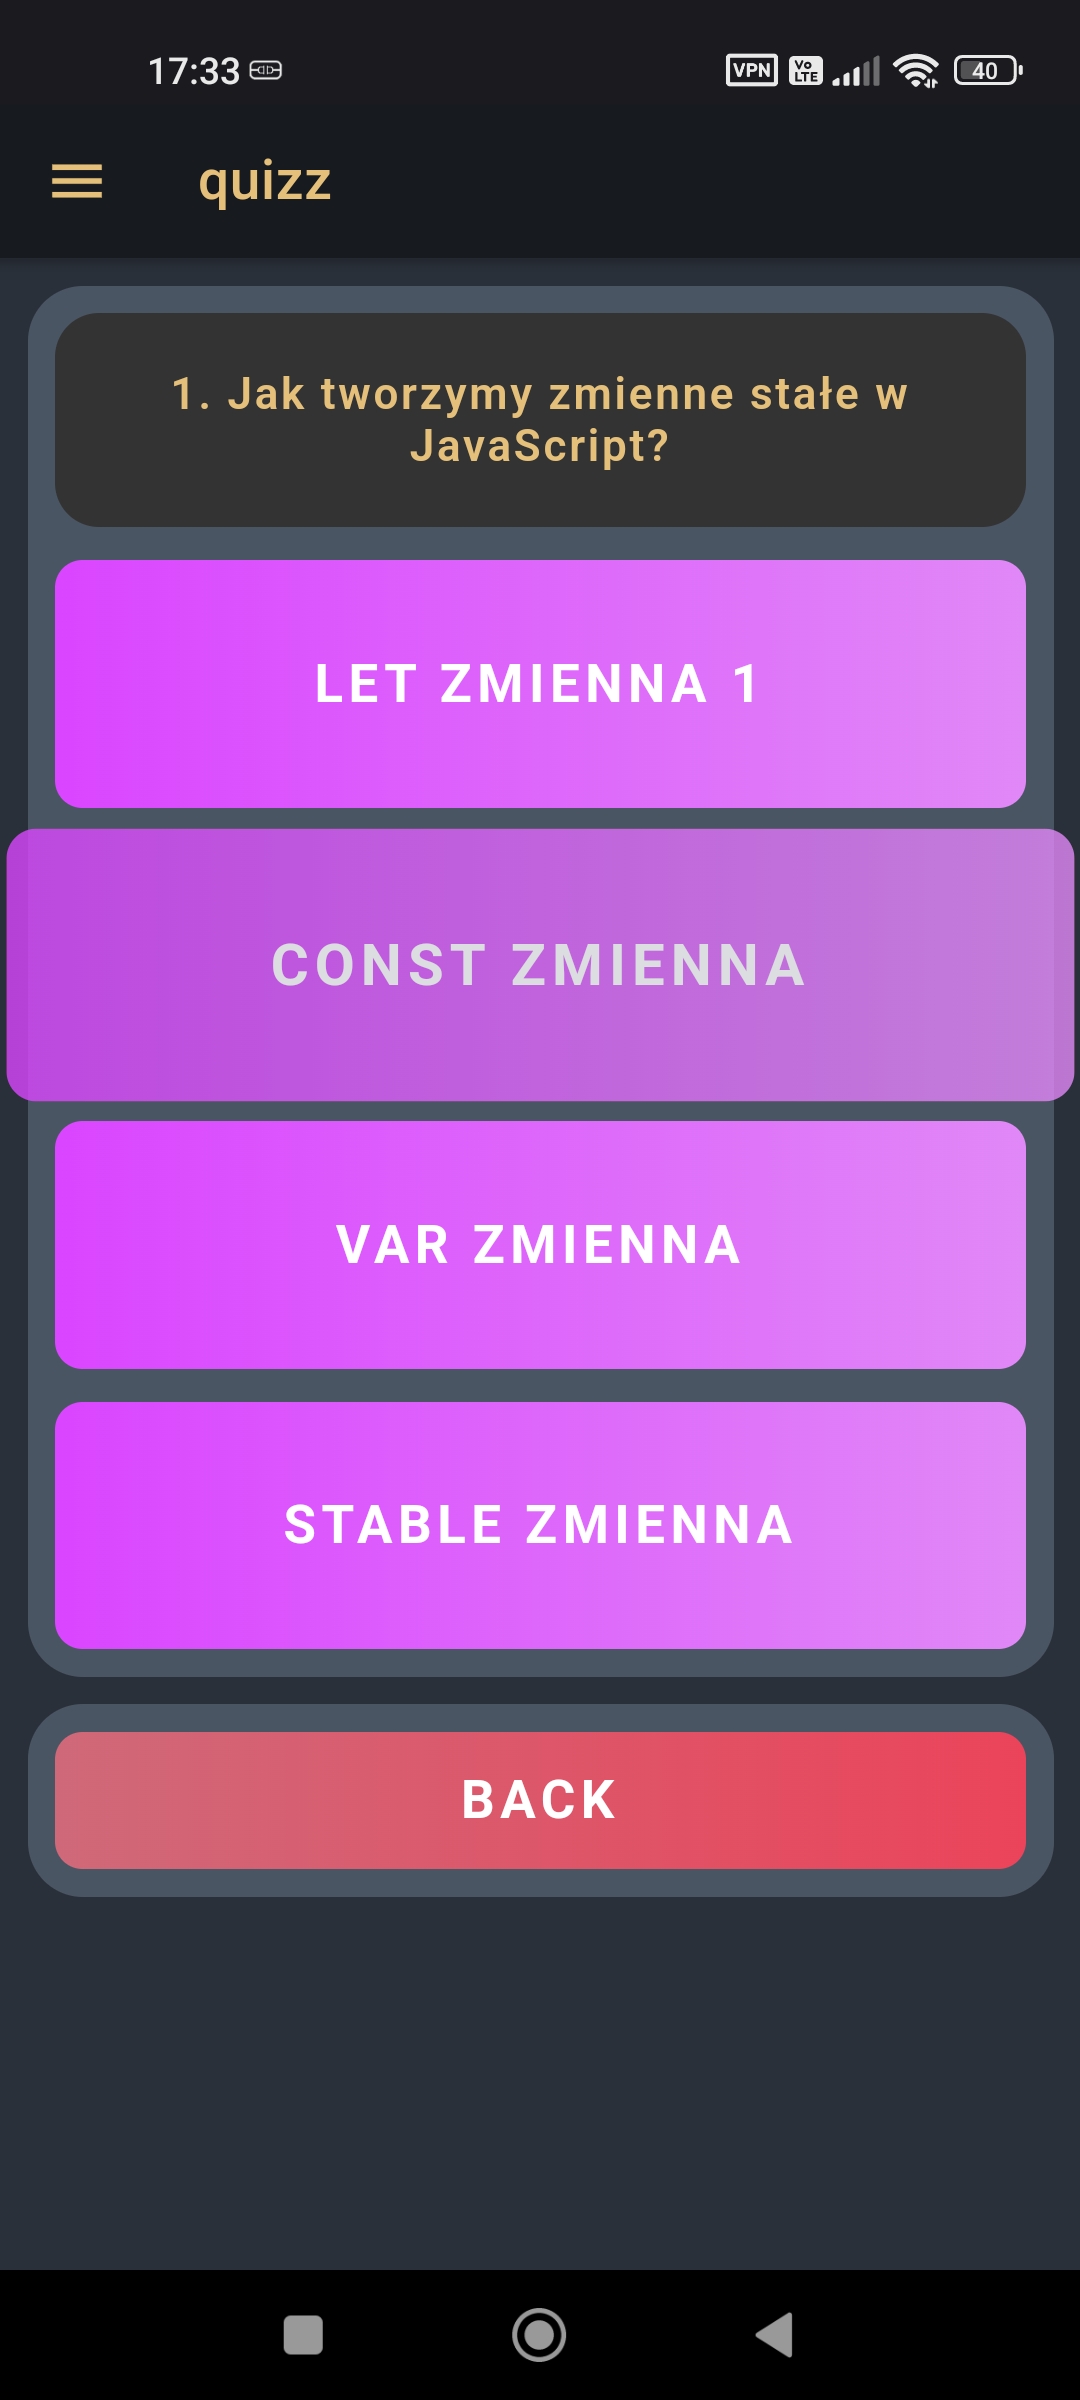 17:33 VPN Vo LTE 40
quizz
1. Jak tworzymy zmienne stałe w
JavaScript?
LET ZMIENNA 1
CONST ZMIENNA
VAR ZMIENNA
STABLE ZMIENNA
BACK